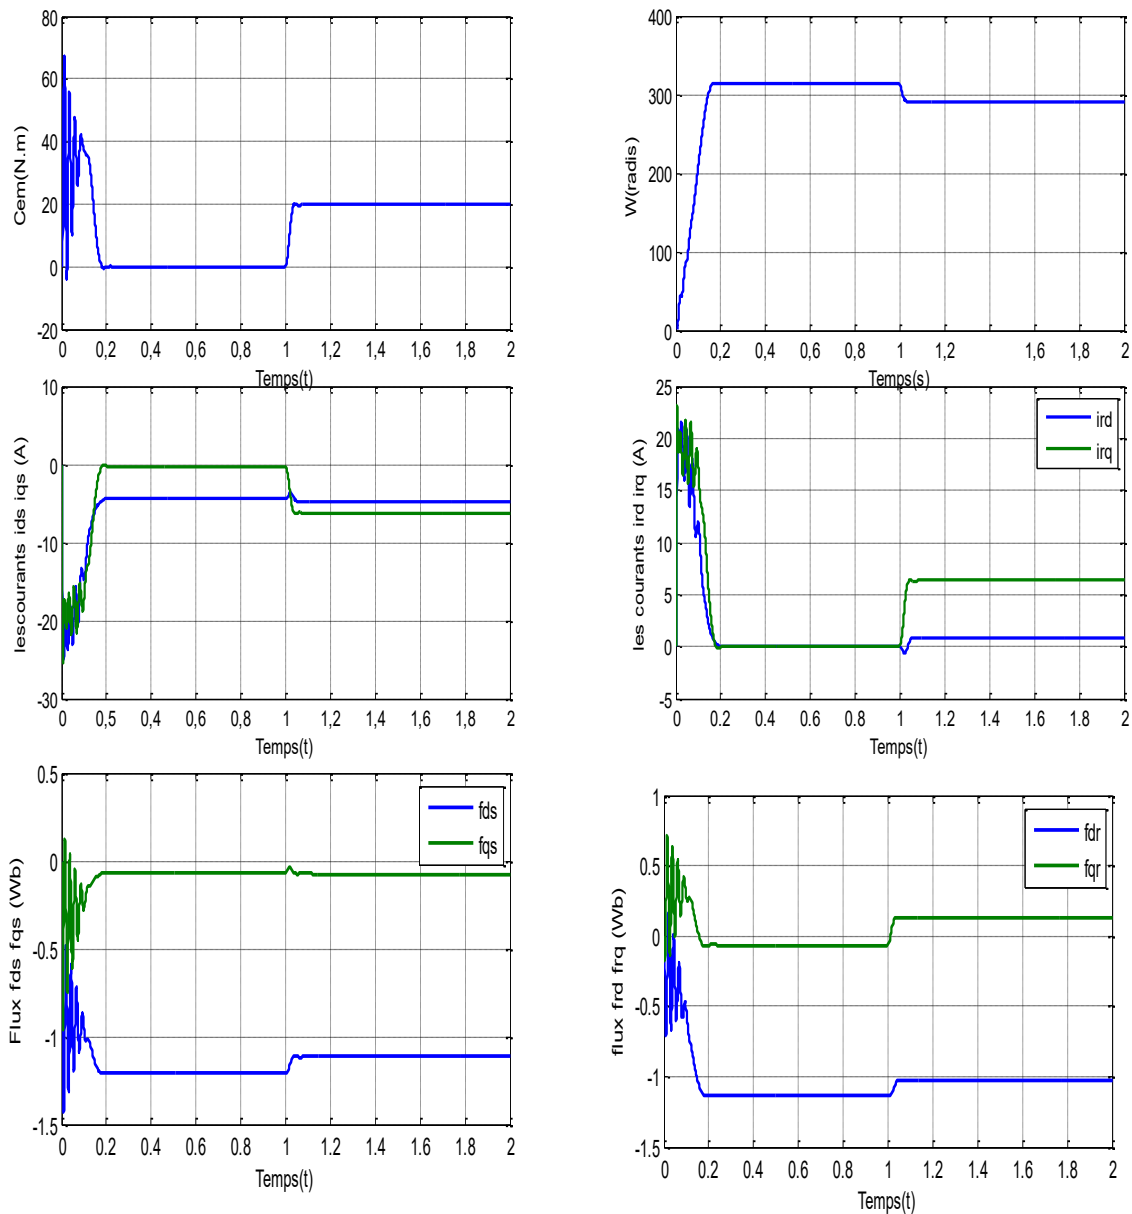 Cem(N.m)
80
60
40
20
0
-20
0 0,2 0,4 0,6 0,8 1 1,2 1,4 1,6 1,8 2
Temps(t)
W(radis)
400
300
200
100
0
0 0,2 0,4 0,6 0,8 1 1,2 1,4 1,6 1,8 2
Temps(s)
lescourants ids iqs (A)
10
0
-10
-20
-30
0 0,5 0,4 0,6 0,8 1 1,2 1,4 1,6 1,8 2
Temps(t)
les courants ird irq (A)
25
20
15
10
5
0
-5
ird
irq
0 0.2 0.4 0.6 0.8 1 1.2 1.4 1.6 1.8 2
Temps(t)
Flux fds fqs (Wb)
0.5
0
-0.5
-1
-1.5
fds
fqs
0 0.2 0.4 0.6 0.8 1 1.2 1.4 1.6 1.8 2
Temps(t)
flux frd frq (Wb)
1
0.5
0
-0.5
-1
-1.5
fdr
fqr
0 0.2 0.4 0.6 0.8 1 1.2 1.4 1.6 1.8 2
Temps(t)